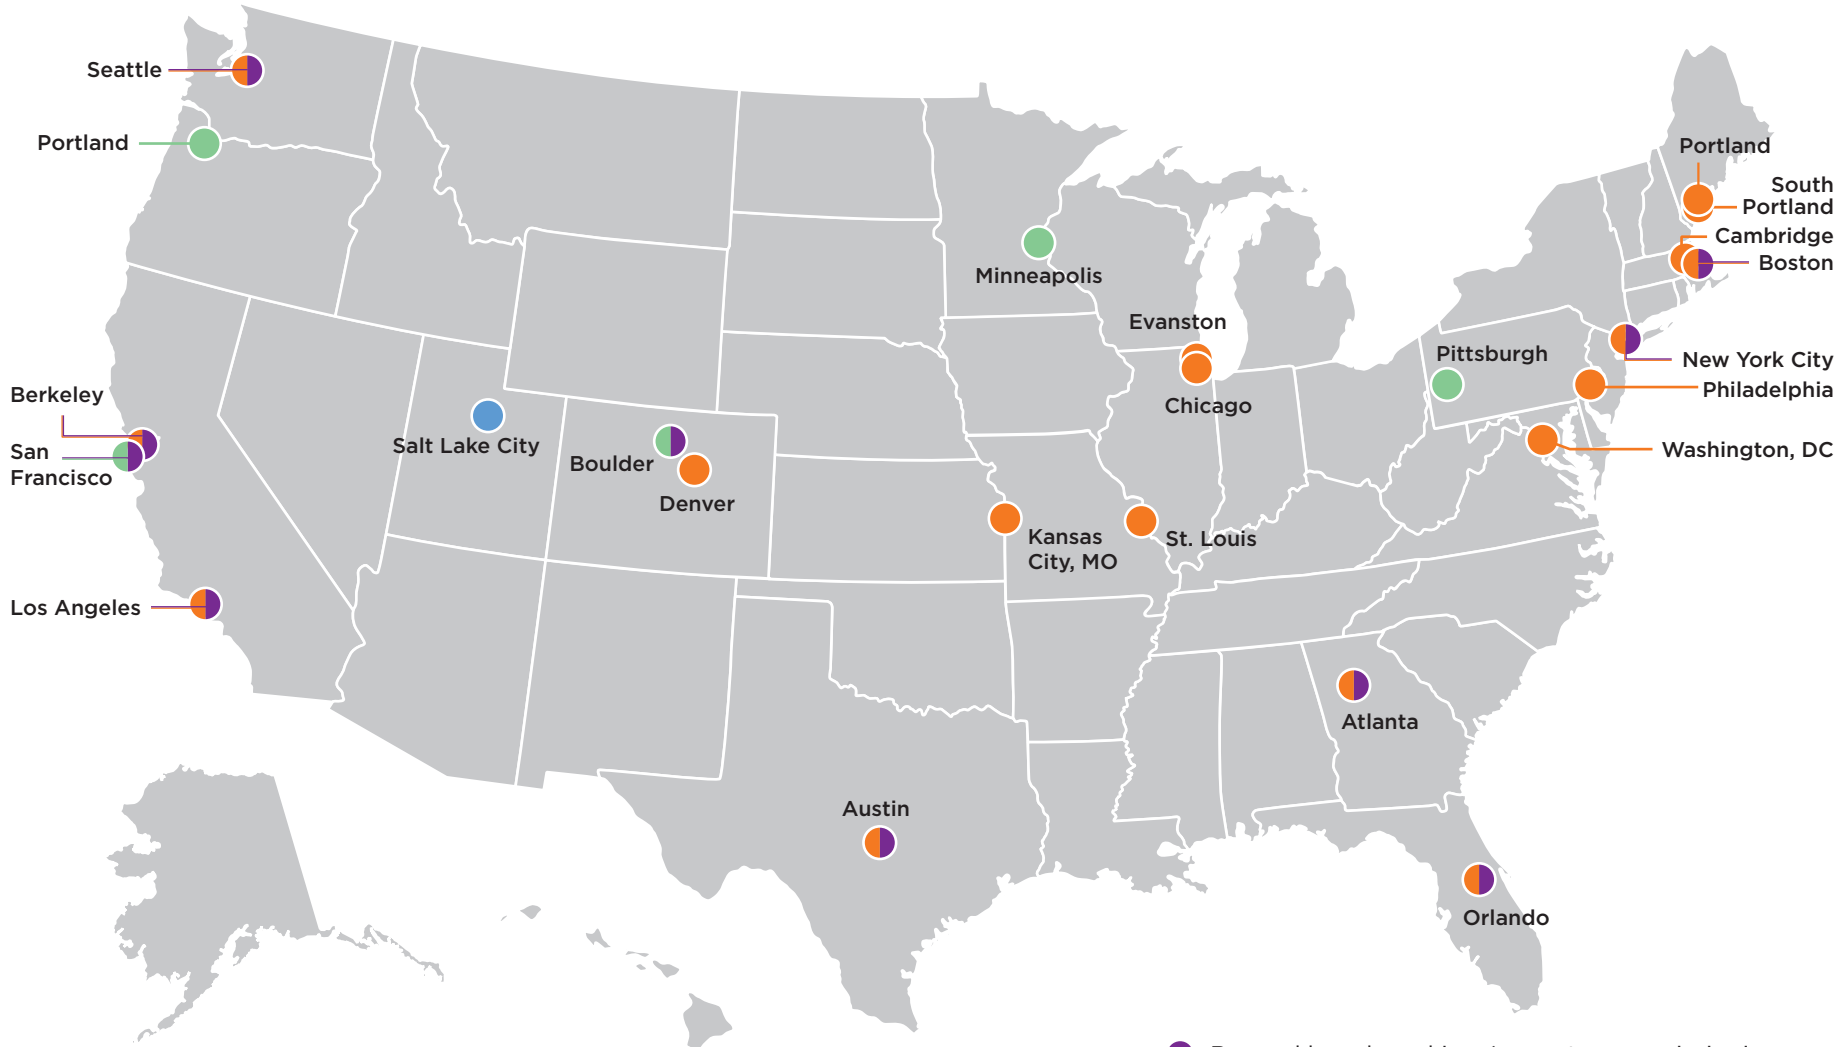 Seattle
Portland
Portland
South
Portland
Cambridge
Boston
Minneapolis
Evanston
Chicago
Pittsburgh
New York City
Philadelphia
Washington, DC
Berkeley
San
Francisco
Salt Lake City
Boulder
Denver
Kansas
City, MO
St. Louis
Los Angeles
Atlanta
Austin
Orlando